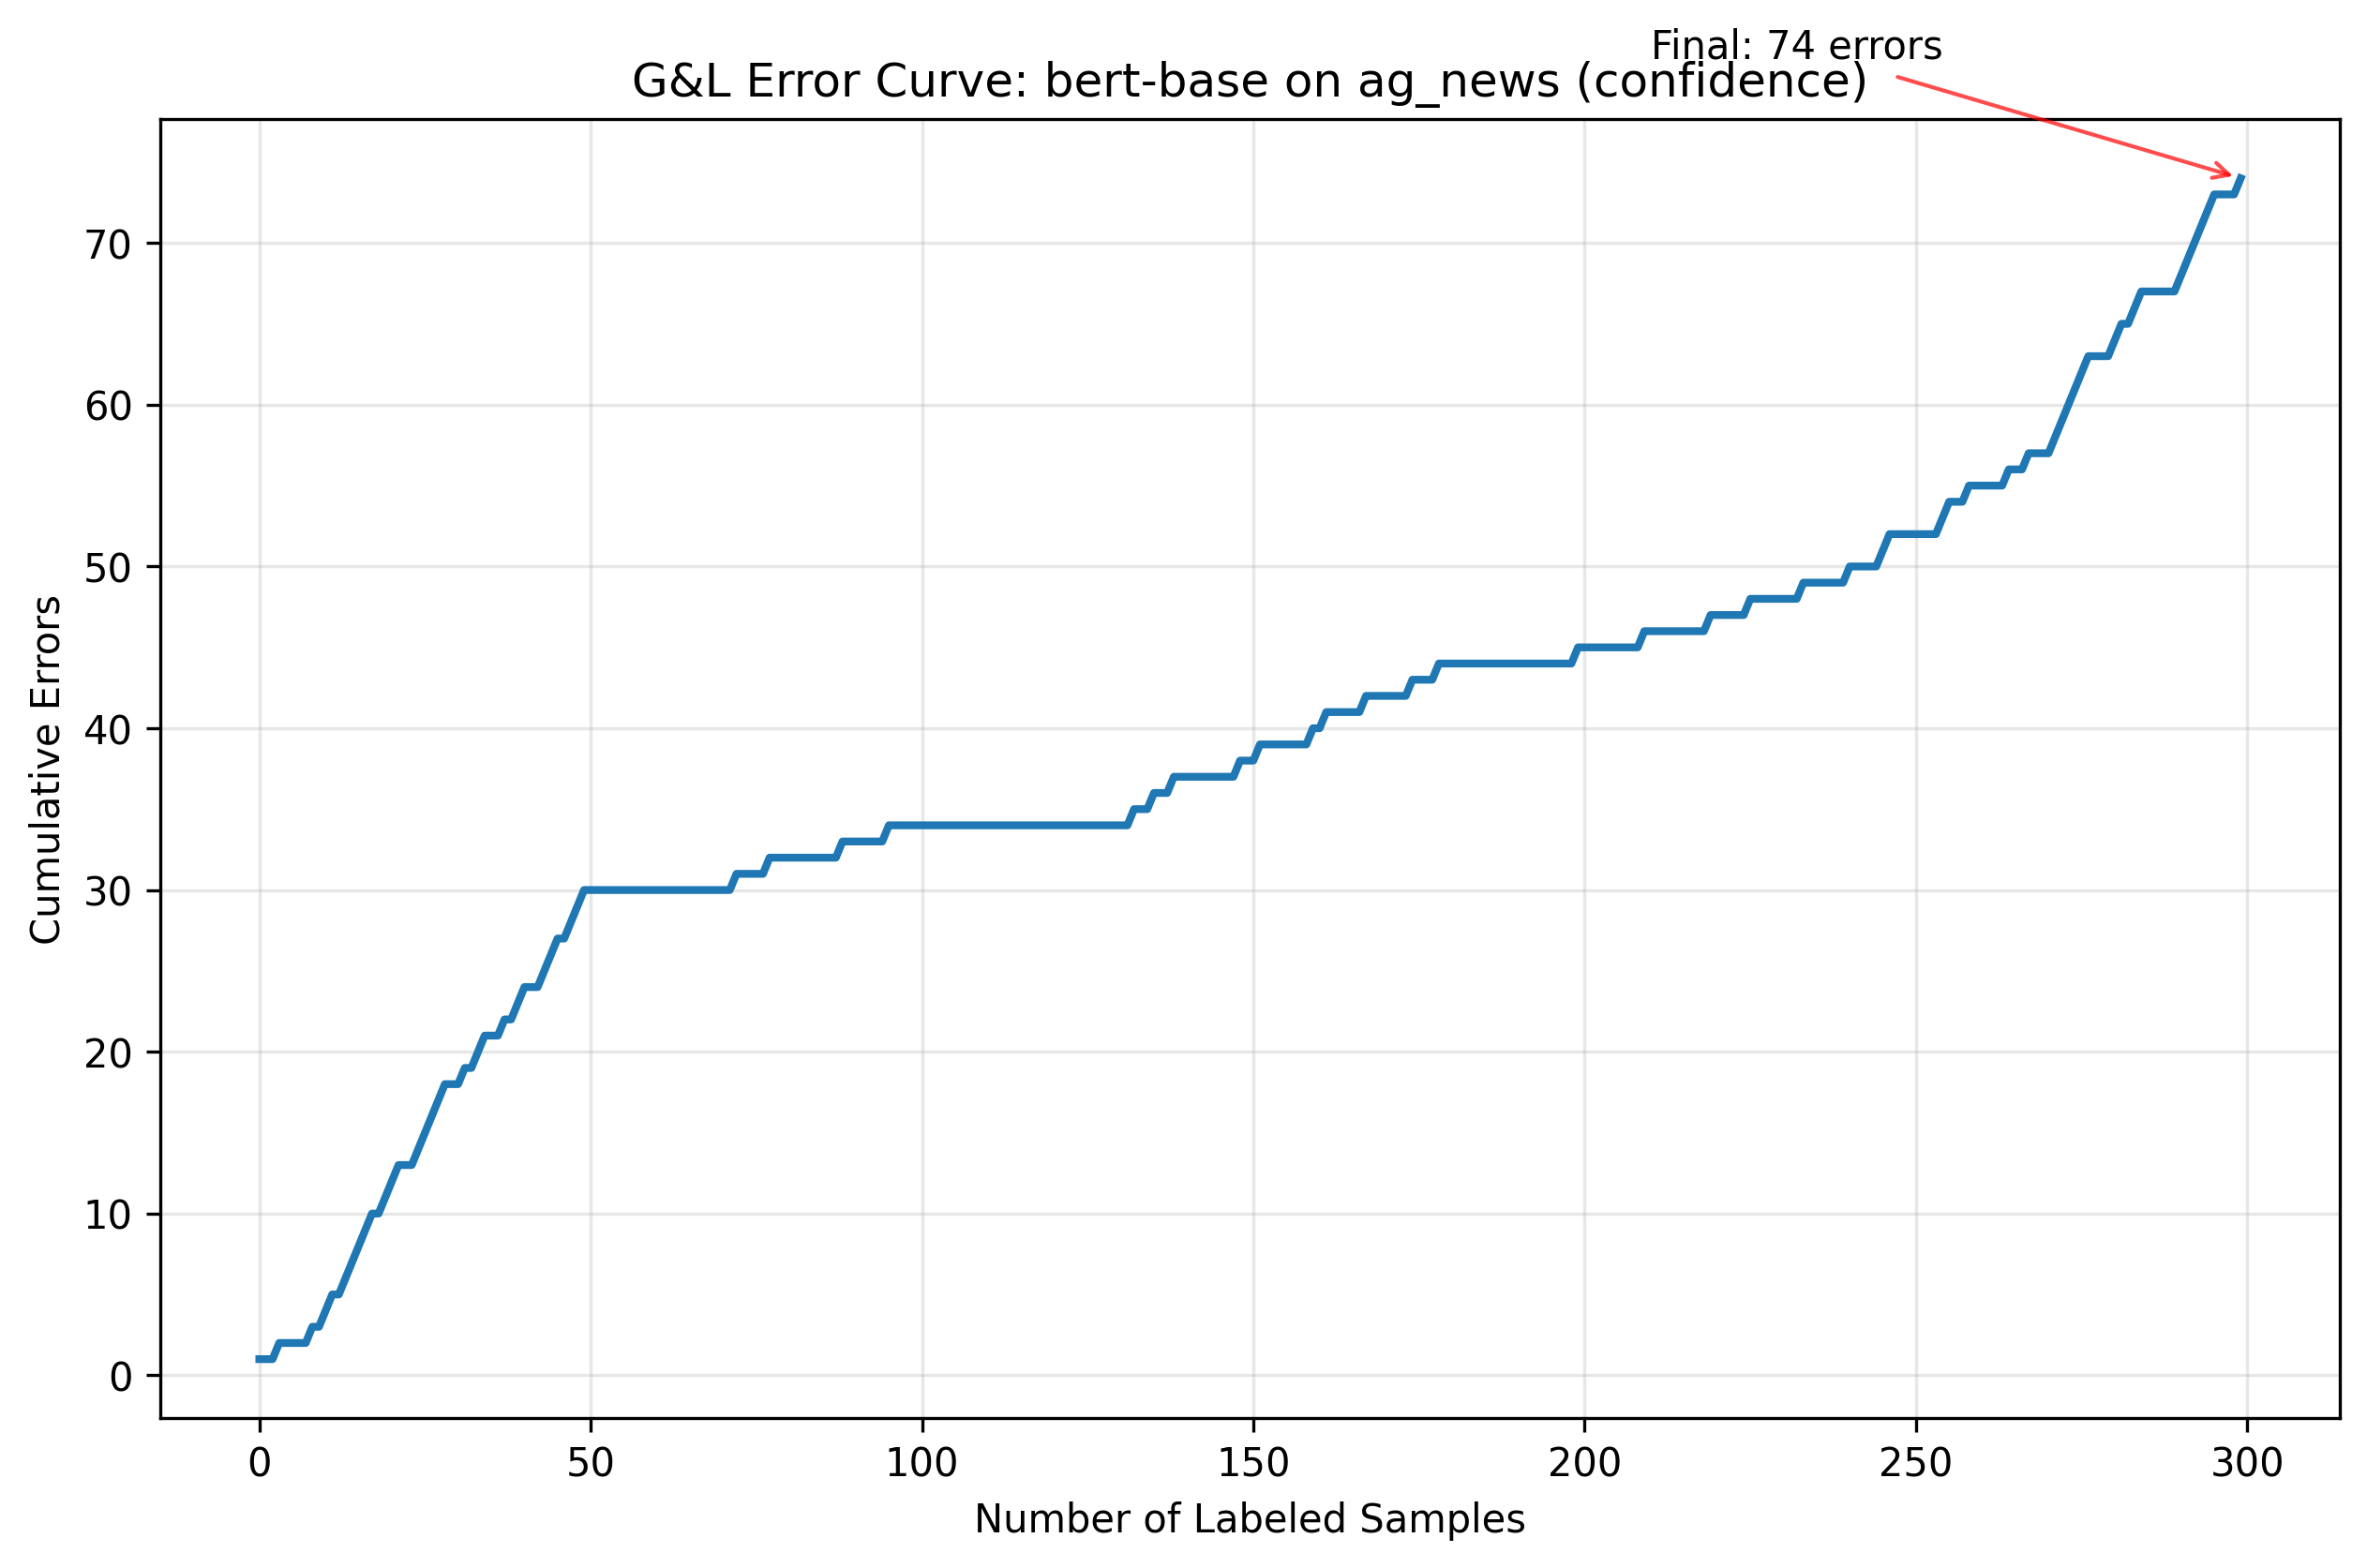 Final: 74 errors
G&L Error Curve: bert-base on ag_news (confidence)
Cumulative Errors
70
60
50
40
30
20
10
0
0 50 100 150 200 250 300
Number of Labeled Samples